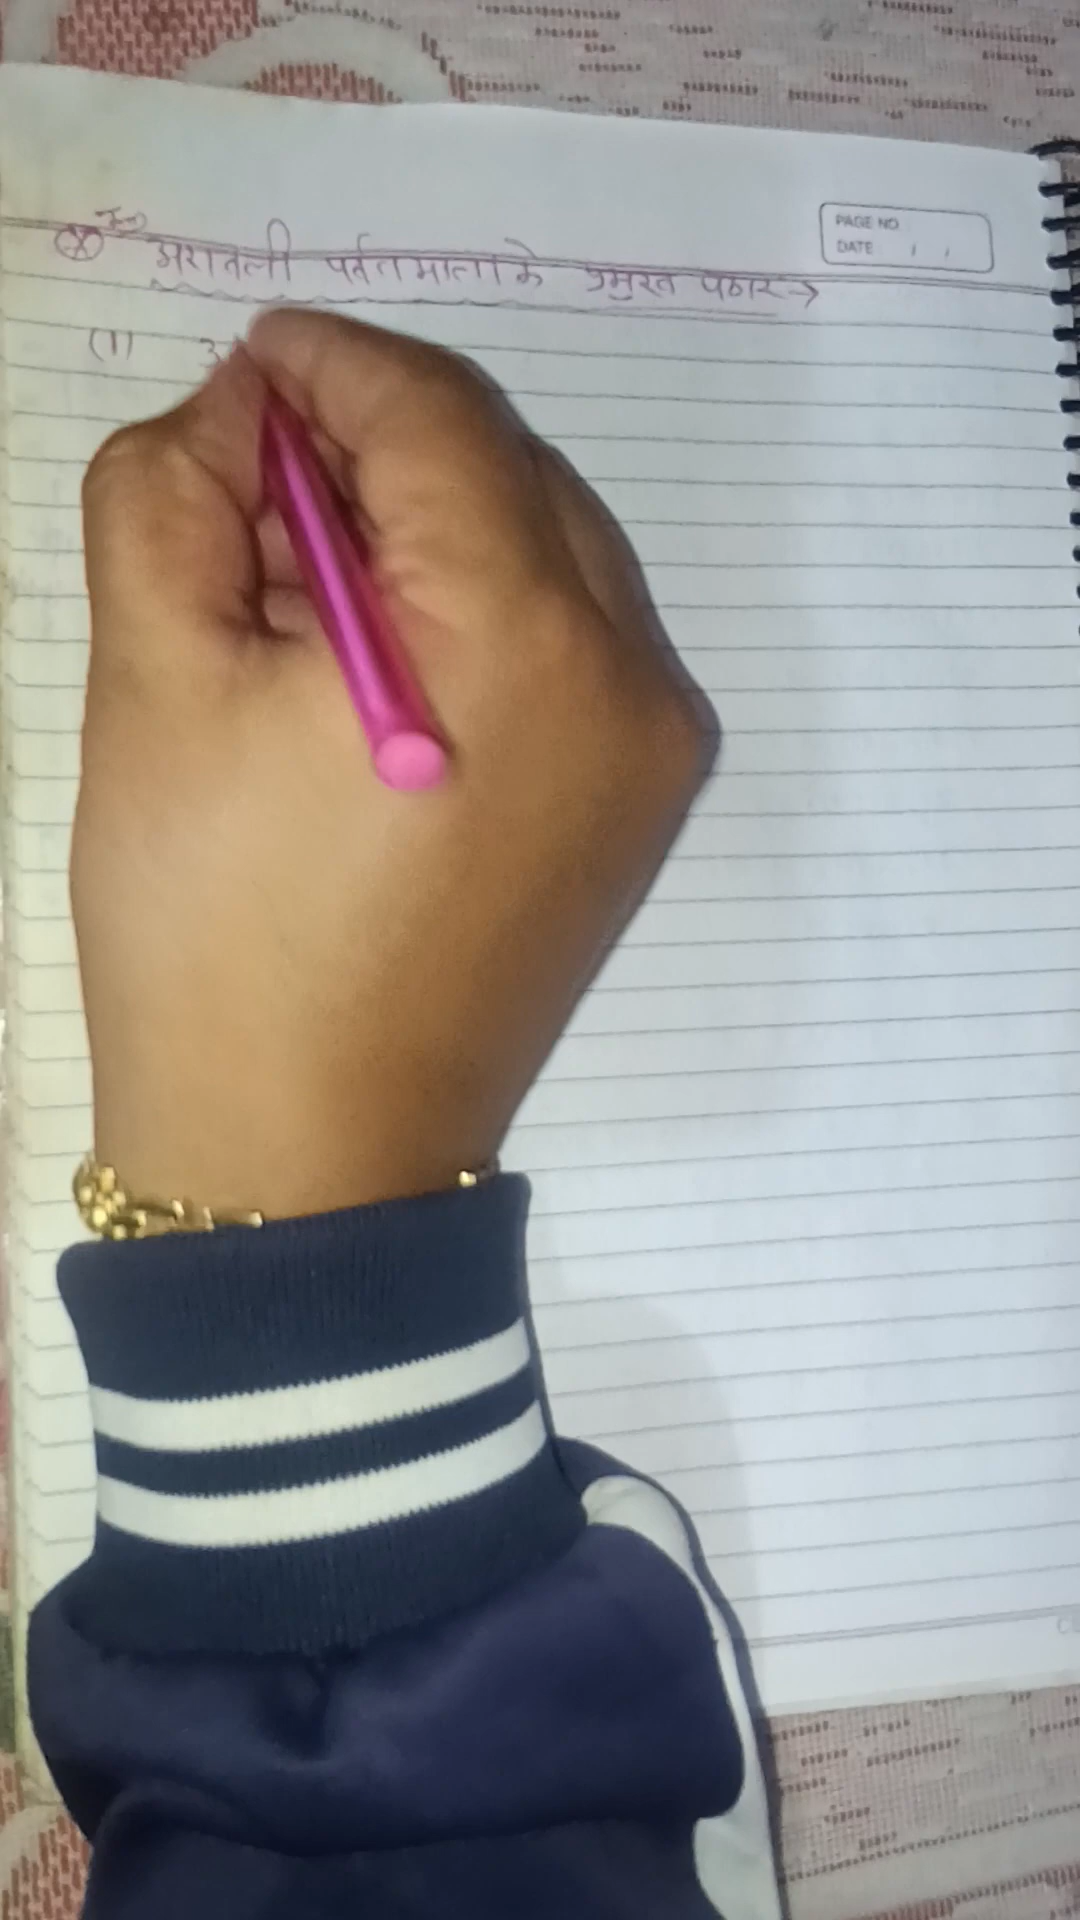 PAGE NO
DATE / /
अरावली पर्वतमाला के प्रमुख पठार →
(1)